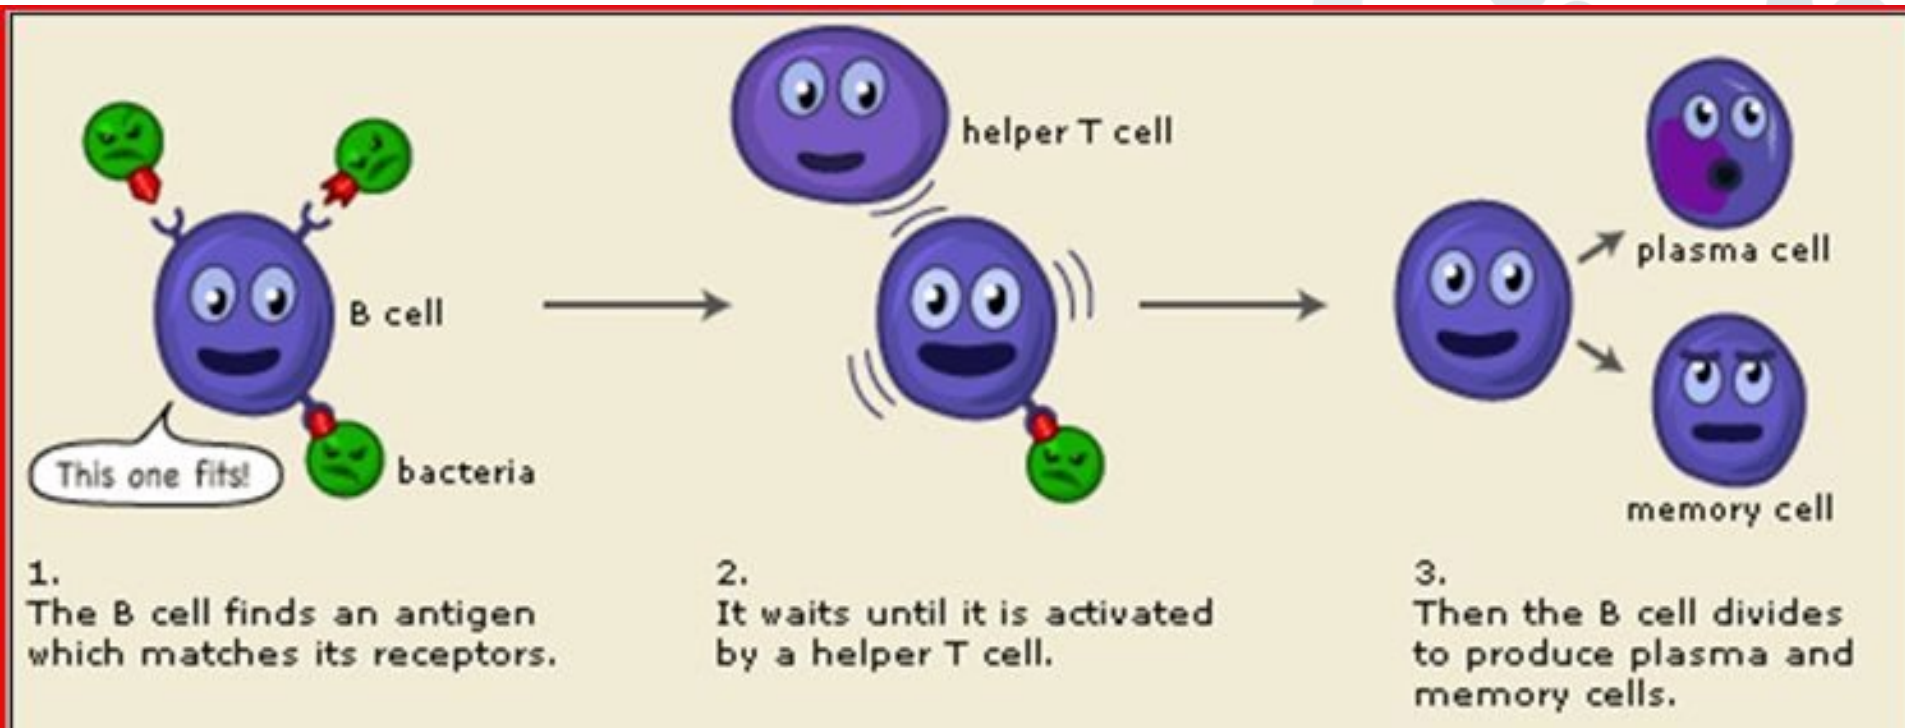 helper T cell
B cell
plasma cell
This one fits!
bacteria
memory cell
1.
The B cell finds an antigen
which matches its receptors.
2.
It waits until it is activated
by a helper T cell.
3.
Then the B cell divides
to produce plasma and
memory cells.